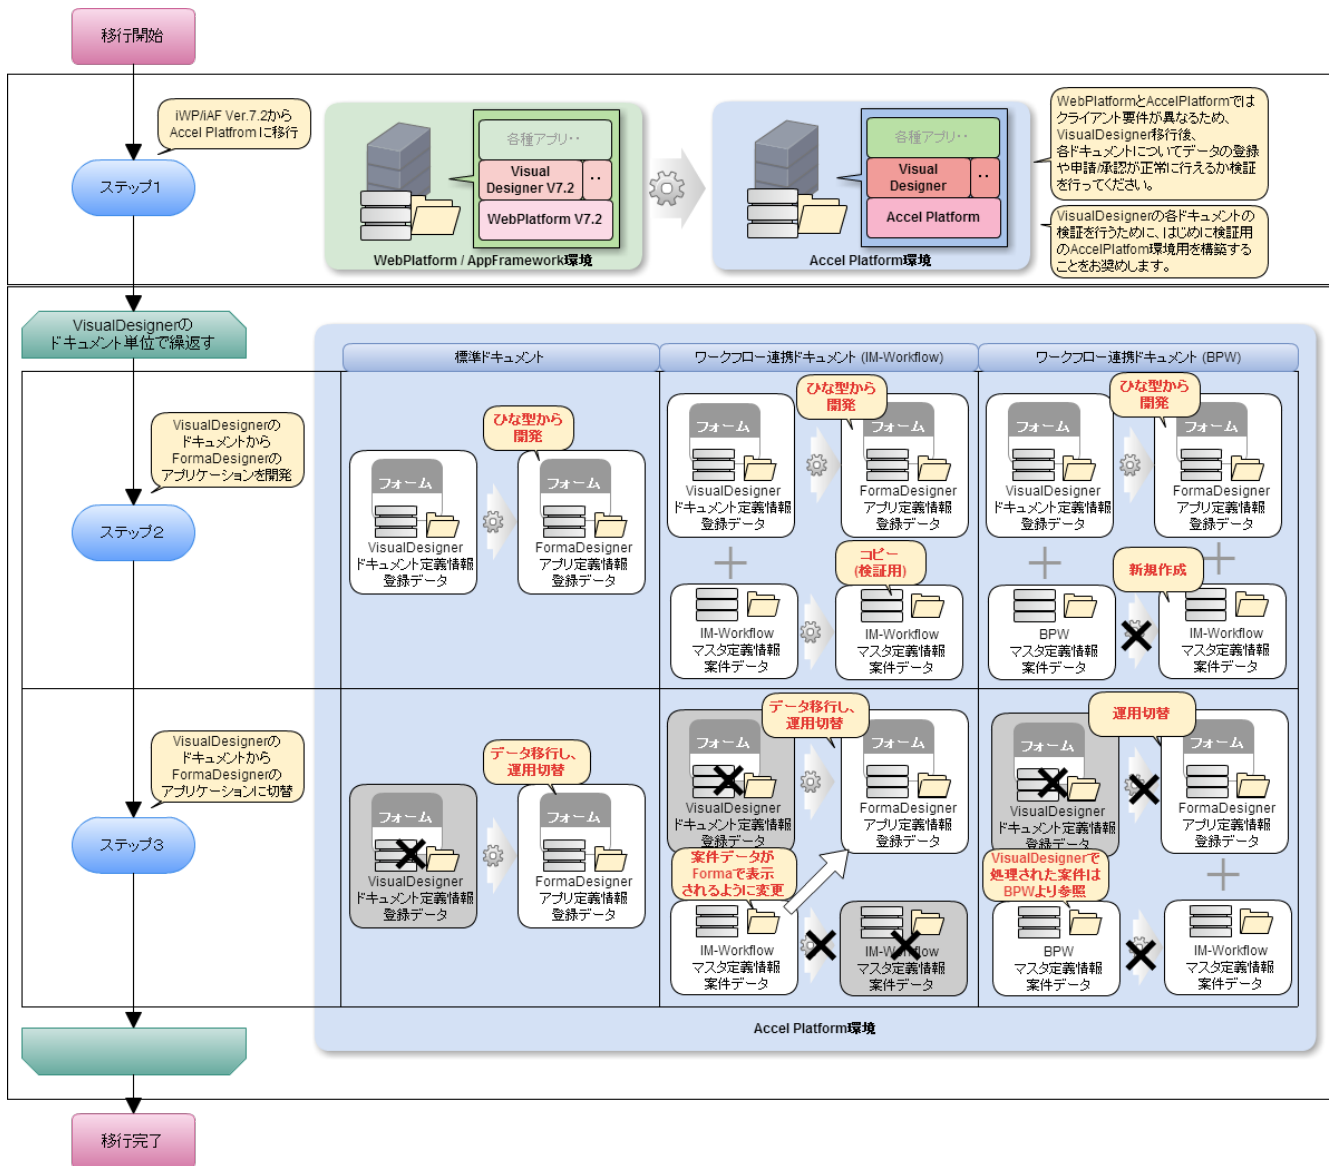 移行開始
iWP/iAF Ver.7.2から
Accel Platfromに移行
ステップ1
各種アプリ‥
Visual
Designer V7.2
‥
WebPlatform V7.2
WebPlatform / AppFramework環境
各種アプリ‥
Visual
Designer
‥
Accel Platform
Accel Platform環境
WebPlatformとAccelPlatformでは
クライアント要件が異なるため、
VisualDesigner移行後、
各ドキュメントについてデータの登録
や申請/承認が正常に行えるか検証
を行ってください。
VisualDesignerの各ドキュメントの
検証を行うために、はじめに検証用
のAccelPlatfom環境用を構築する
ことをお奨めします。
VisualDesignerの
ドキュメント単位で繰返す
標準ドキュメント
ワークフロー連携ドキュメント (IM-Workflow)
ワークフロー連携ドキュメント (BPW)
VisualDesignerの
ドキュメントから
FormaDesignerの
アプリケーションを開発
ステップ2
ひな型から
開発
フォーム
VisualDesigner
ドキュメント定義情報
登録データ
フォーム
FormaDesigner
アプリ定義情報
登録データ
ひな型から
開発
フォーム
VisualDesigner
ドキュメント定義情報
登録データ
フォーム
FormaDesigner
アプリ定義情報
登録データ
コピー
(検証用)
IM-Workflow
マスタ定義情報
案件データ
IM-Workflow
マスタ定義情報
案件データ
ひな型から
開発
フォーム
VisualDesigner
ドキュメント定義情報
登録データ
フォーム
FormaDesigner
アプリ定義情報
登録データ
新規作成
BPW
マスタ定義情報
案件データ
IM-Workflow
マスタ定義情報
案件データ
VisualDesignerの
ドキュメントから
FormaDesignerの
アプリケーションに切替
ステップ3
データ移行し、
運用切替
フォーム
VisualDesigner
ドキュメント定義情報
登録データ
フォーム
FormaDesigner
アプリ定義情報
登録データ
データ移行し、
運用切替
フォーム
VisualDesigner
ドキュメント定義情報
登録データ
フォーム
FormaDesigner
アプリ定義情報
登録データ
案件データが
Formaで表示
されるように変更
IM-Workflow
マスタ定義情報
案件データ
IM-Workflow
マスタ定義情報
案件データ
運用切替
フォーム
VisualDesigner
ドキュメント定義情報
登録データ
フォーム
FormaDesigner
アプリ定義情報
登録データ
VisualDesignerで
処理された案件は
BPWより参照
BPW
マスタ定義情報
案件データ
IM-Workflow
マスタ定義情報
案件データ
Accel Platform環境
移行完了